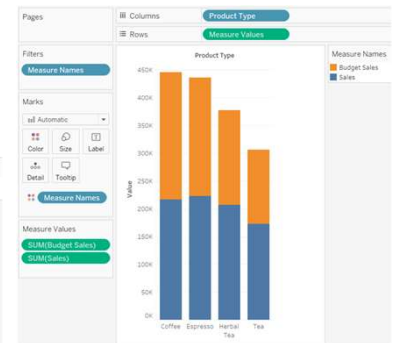 Pages
Columns
Product Type
Rows
Measure Values
Filters
Measure Names
Marks
Automatic
Color
Size
Label
Detail
Tooltip
Measure Names
Measure Values
SUM(Budget Sales)
SUM(Sales)
Product Type
Value
450K
400K
350K
300K
250K
200K
150K
100K
50K
0K
Coffee
Espresso
Herbal
Tea
Tea
Measure Names
Budget Sales
Sales